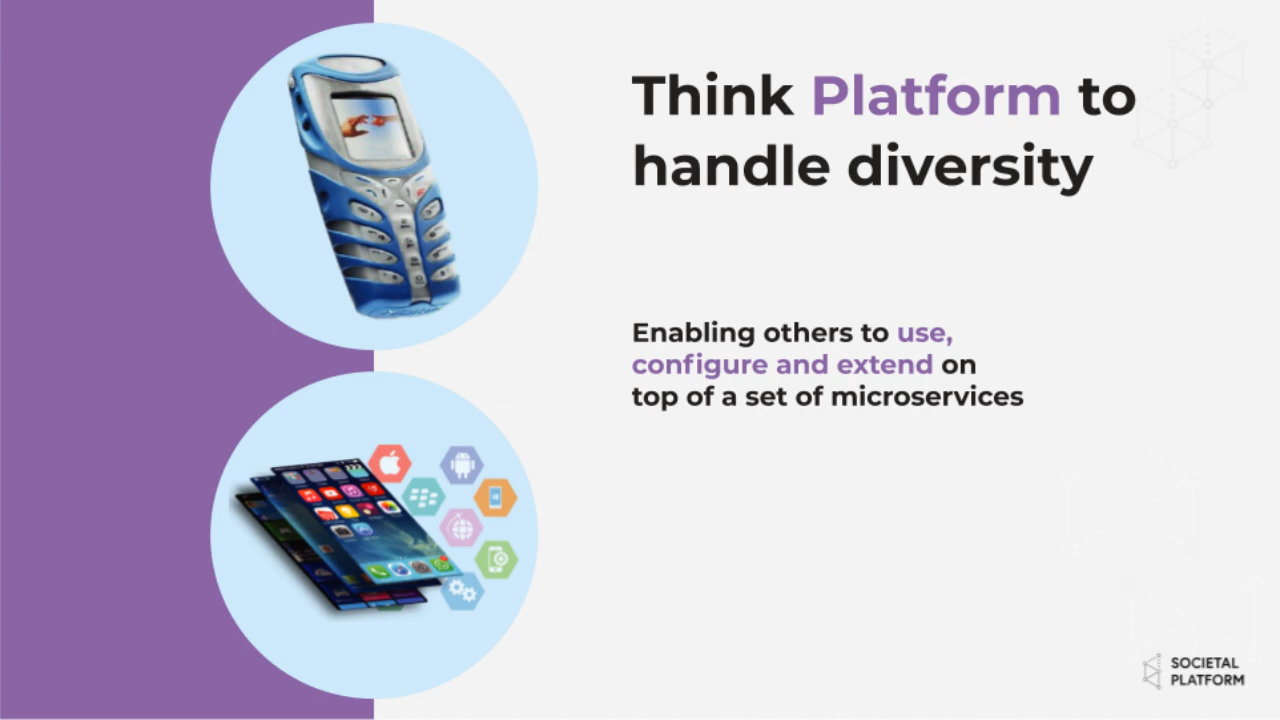 Think Platform to
handle diversity
Enabling others to use,
configure and extend on
top of a set of microservices
SOCIETAL
PLATFORM